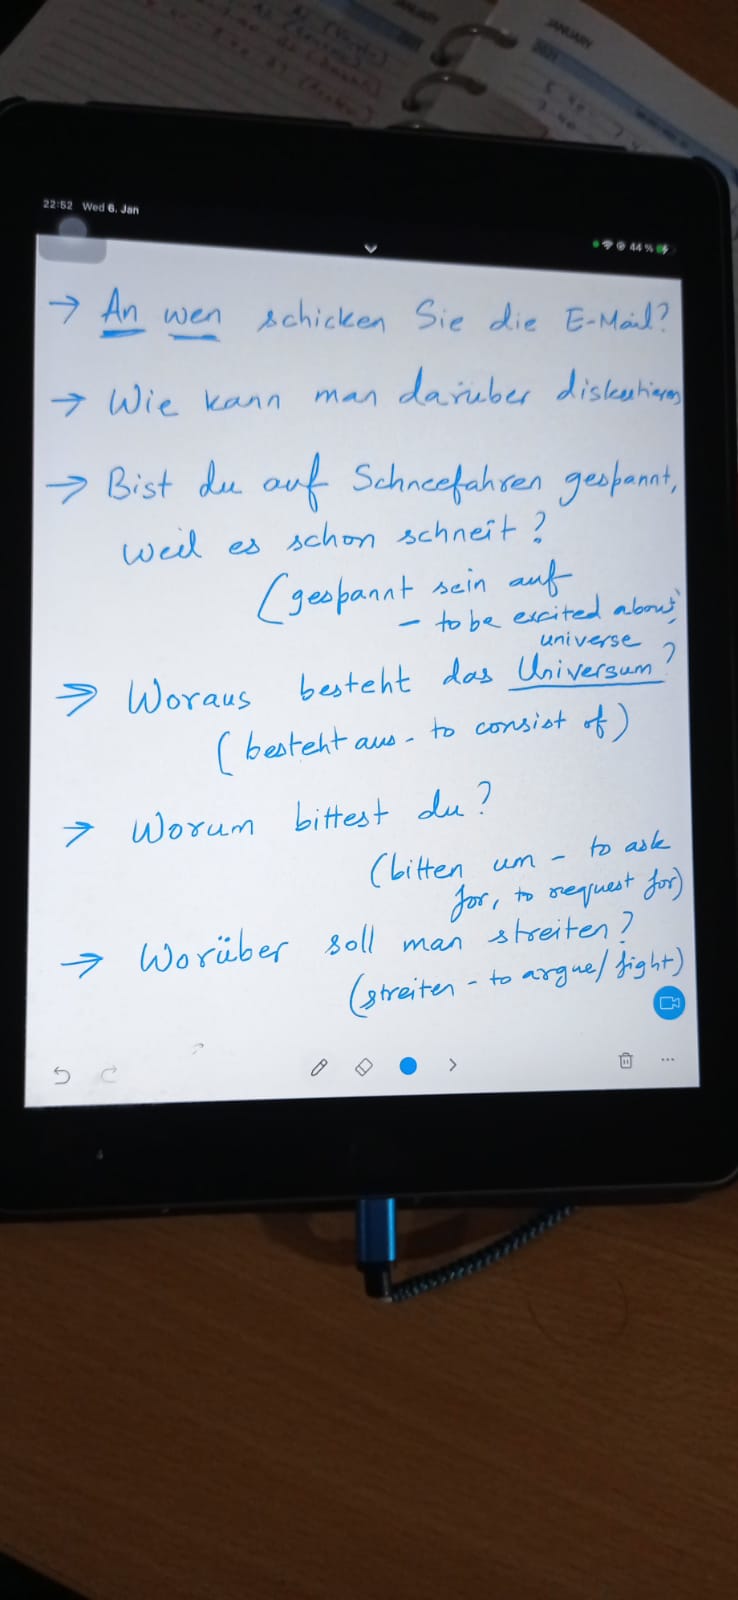 JANUARY
JANUARY
2021
22:52 Wed 6. Jan
44 %
→ An wen schicken Sie die E-Mail?
→ Wie kann man darüber diskutieren
→ Bist du auf Schneefahren gespannt,
weil es schon schneit?
(gespannt sein auf
– to be excited about)
universe
→ Woraus besteht das Universum?
(besteht aus - to consist of)
→ Worum bittest du?
(bitten um – to ask
for, to request for)
→ Worüber soll man streiten?
(streiten - to argue/fight)